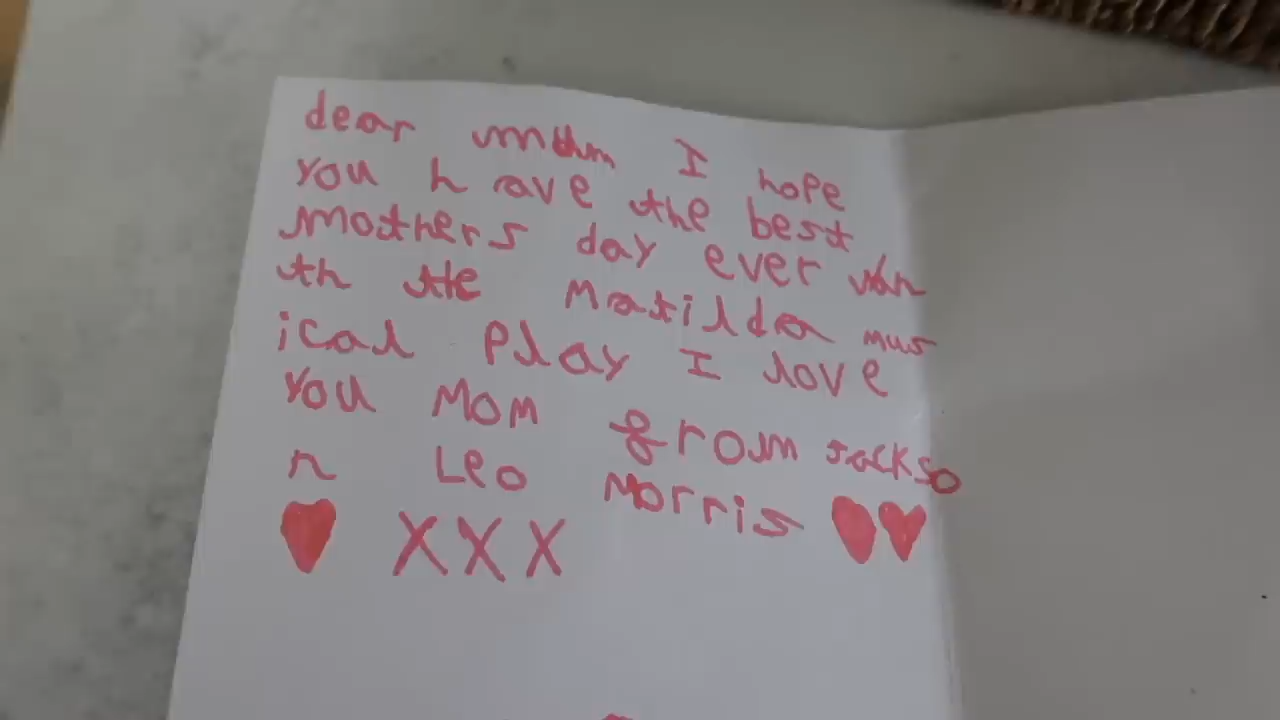 dear mum I hope
you have the best
mothers day ever
th the Matilda mus
ical play I love
you Mom from Jackso
n Leo Morris
XXX